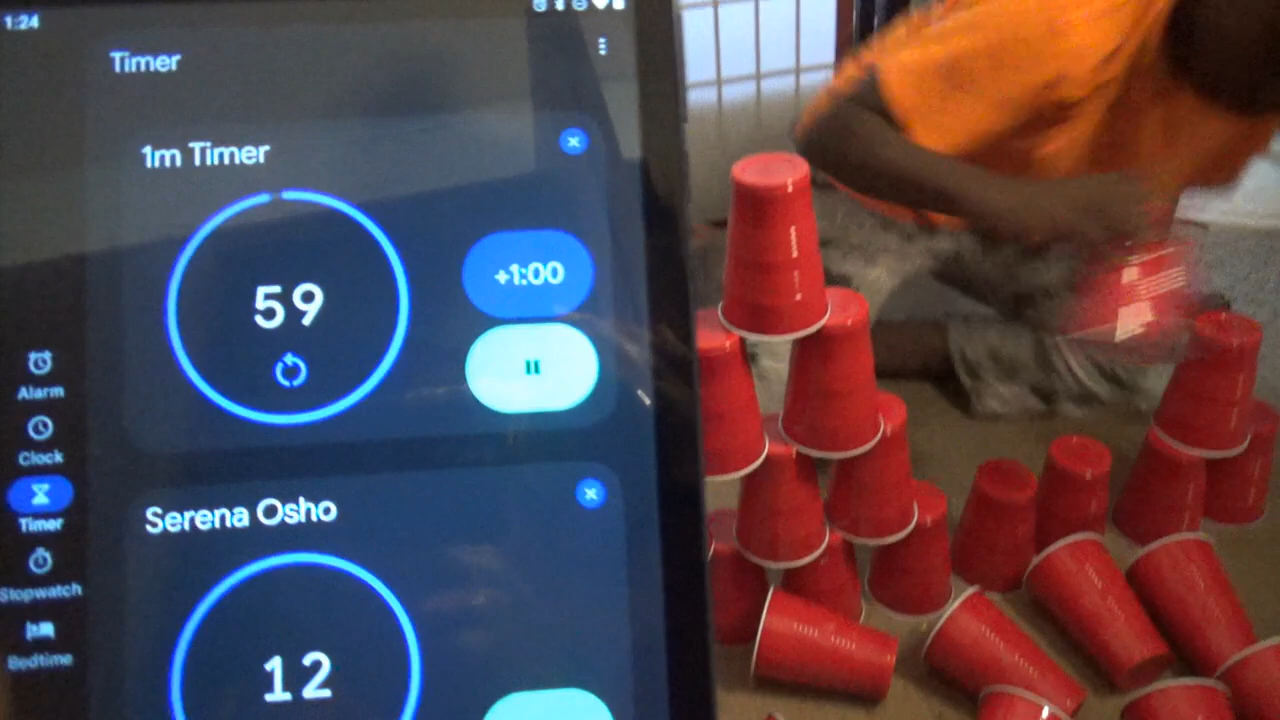 1:24
Timer
1m Timer
59
+1:00
Alarm
Clock
Timer
Stopwatch
Bedtime
Serena Osho
12